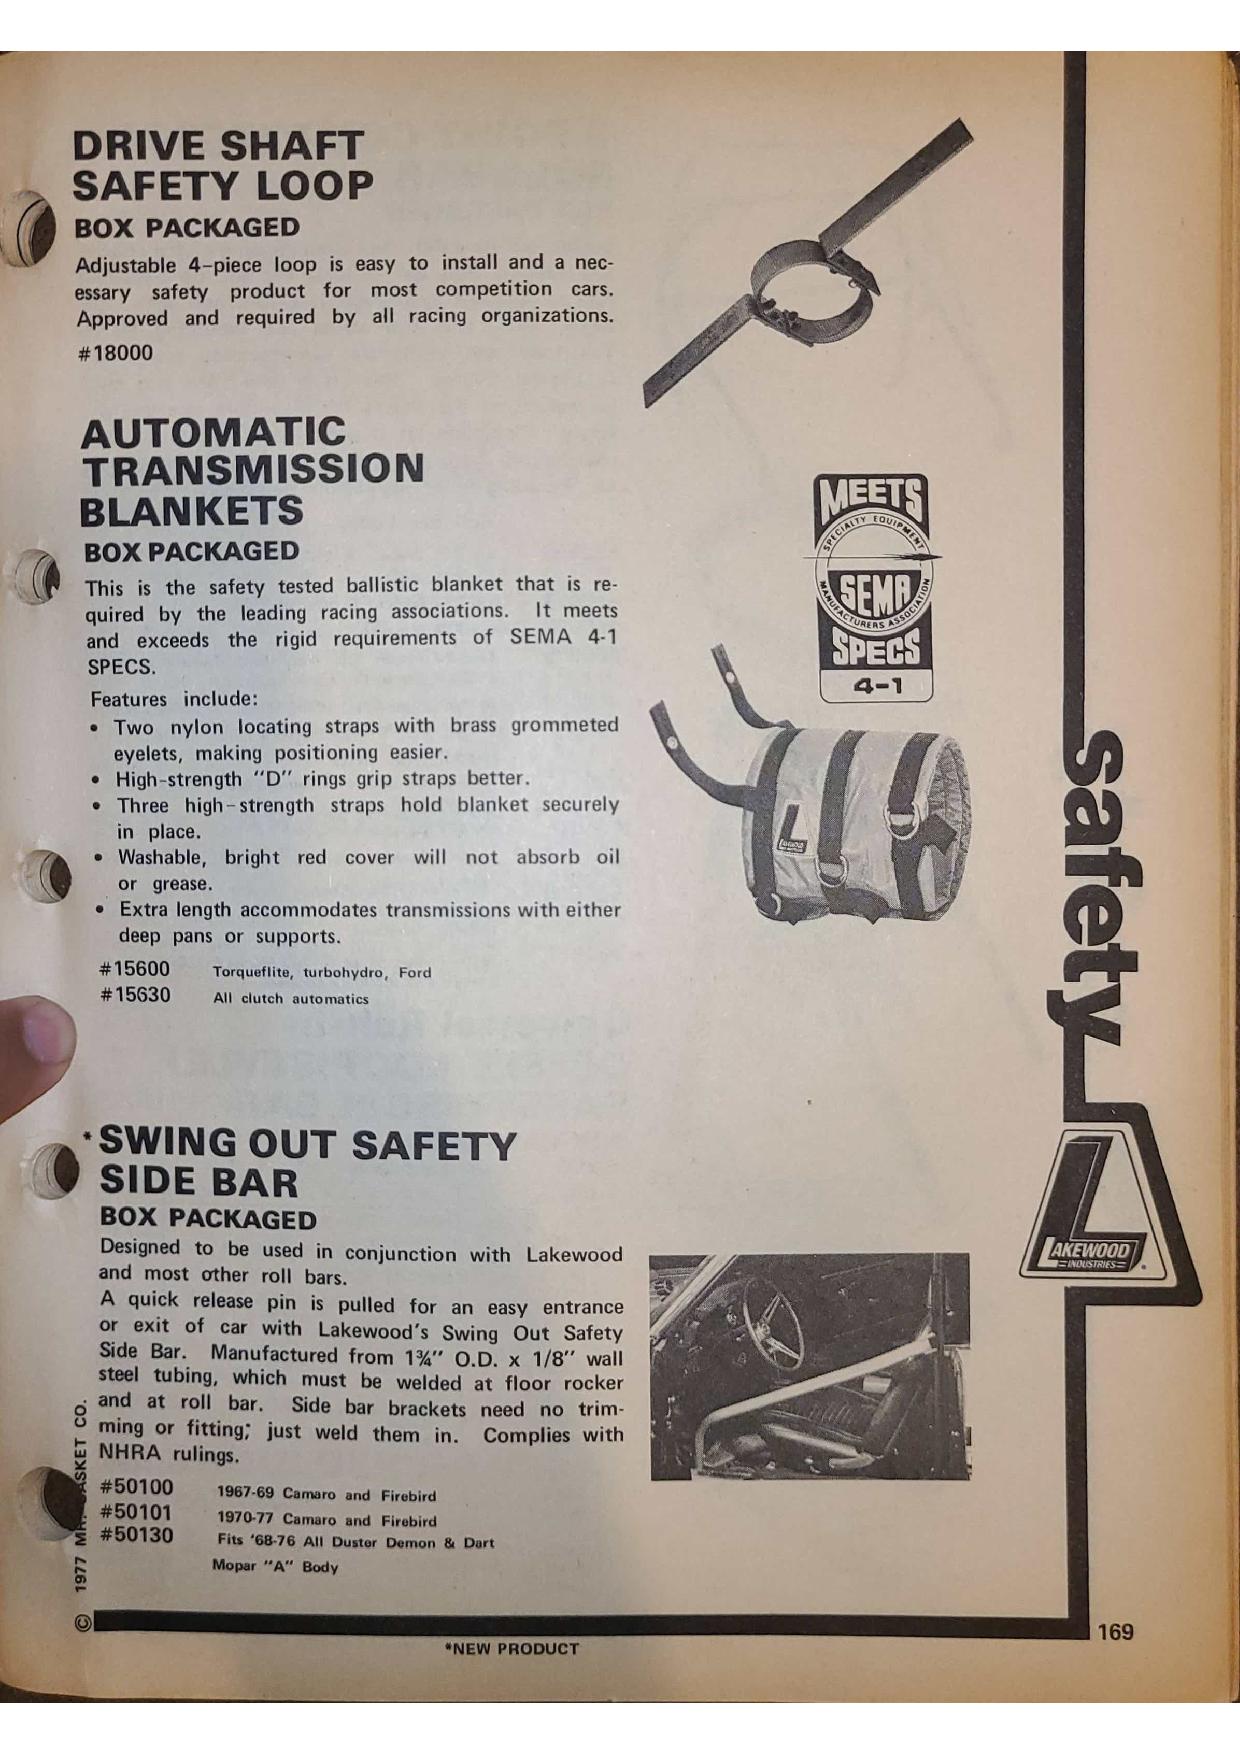 DRIVE SHAFT
SAFETY LOOP
BOX PACKAGED
Adjustable 4-piece loop is easy to install and a nec-
essary safety product for most competition cars.
Approved and required by all racing organizations.
#18000
AUTOMATIC
TRANSMISSION
BLANKETS
BOX PACKAGED
This is the safety tested ballistic blanket that is re-
quired by the leading racing associations. It meets
and exceeds the rigid requirements of SEMA 4-1
SPECS.
Features include:
• Two nylon locating straps with brass grommeted
eyelets, making positioning easier.
• High-strength "D" rings grip straps better.
• Three high-strength straps hold blanket securely
in place.
• Washable, bright red cover will not absorb oil
or grease.
• Extra length accommodates transmissions with either
deep pans or supports.
#15600 Torqueflite, turbohydro, Ford
#15630 All clutch automatics
MEETS
SPECIALTY EQUIPMENT
SEMA
MANUFACTURERS ASSOCIATION
SPECS
4-1
LAKEWOOD
*SWING OUT SAFETY
SIDE BAR
BOX PACKAGED
Designed to be used in conjunction with Lakewood
and most other roll bars.
A quick release pin is pulled for an easy entrance
or exit of car with Lakewood's Swing Out Safety
Side Bar. Manufactured from 1¾" O.D. x 1/8" wall
steel tubing, which must be welded at floor rocker
and at roll bar. Side bar brackets need no trim-
ming or fitting; just weld them in. Complies with
NHRA rulings.
#50100 1967-69 Camaro and Firebird
#50101 1970-77 Camaro and Firebird
#50130 Fits '68-76 All Duster Demon & Dart
Mopar "A" Body
safety
L
LAKEWOOD
INDUSTRIES
© 1977 MR. GASKET CO.
*NEW PRODUCT
169